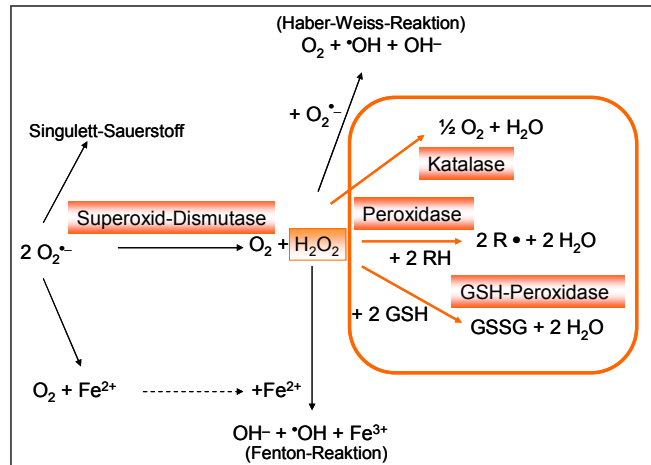 (Haber-Weiss-Reaktion)
O₂ + •OH + OH⁻
+ O₂•⁻
Singulett-Sauerstoff
½ O₂ + H₂O
Katalase
Superoxid-Dismutase
Peroxidase
2 O₂•⁻
O₂ + H₂O₂
2 R • + 2 H₂O
+ 2 RH
GSH-Peroxidase
+ 2 GSH
GSSG + 2 H₂O
O₂ + Fe²⁺
+Fe²⁺
OH⁻ + •OH + Fe³⁺
(Fenton-Reaktion)